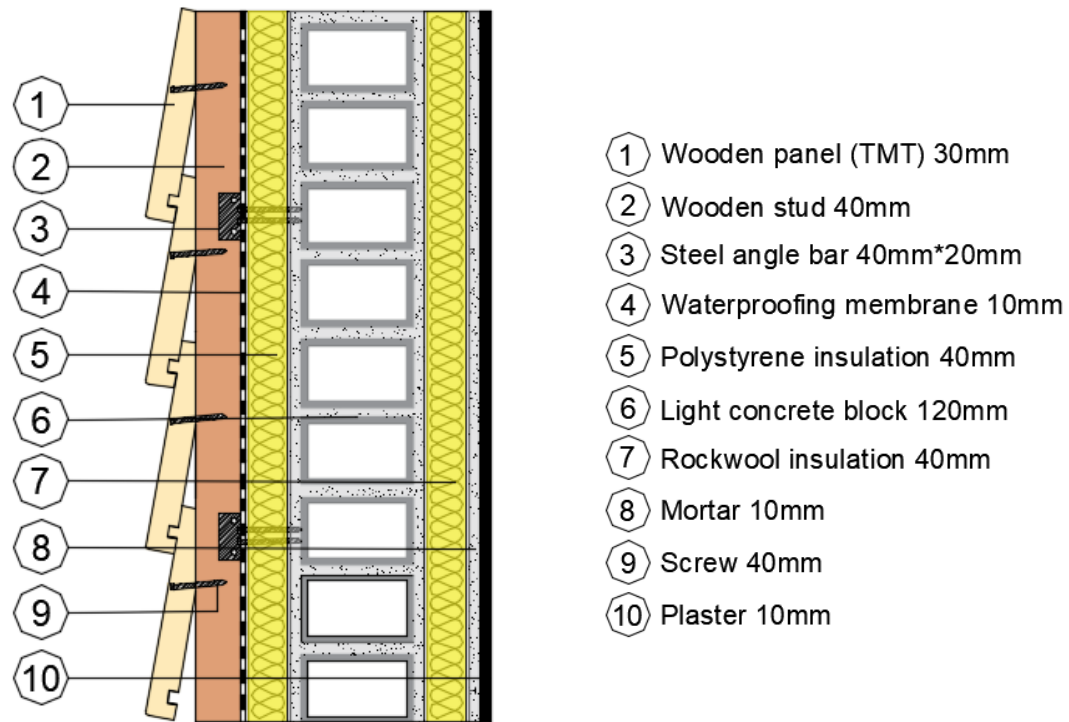 1
2
3
4
5
6
7
8
9
10
1 Wooden panel (TMT) 30mm
2 Wooden stud 40mm
3 Steel angle bar 40mm*20mm
4 Waterproofing membrane 10mm
5 Polystyrene insulation 40mm
6 Light concrete block 120mm
7 Rockwool insulation 40mm
8 Mortar 10mm
9 Screw 40mm
10 Plaster 10mm